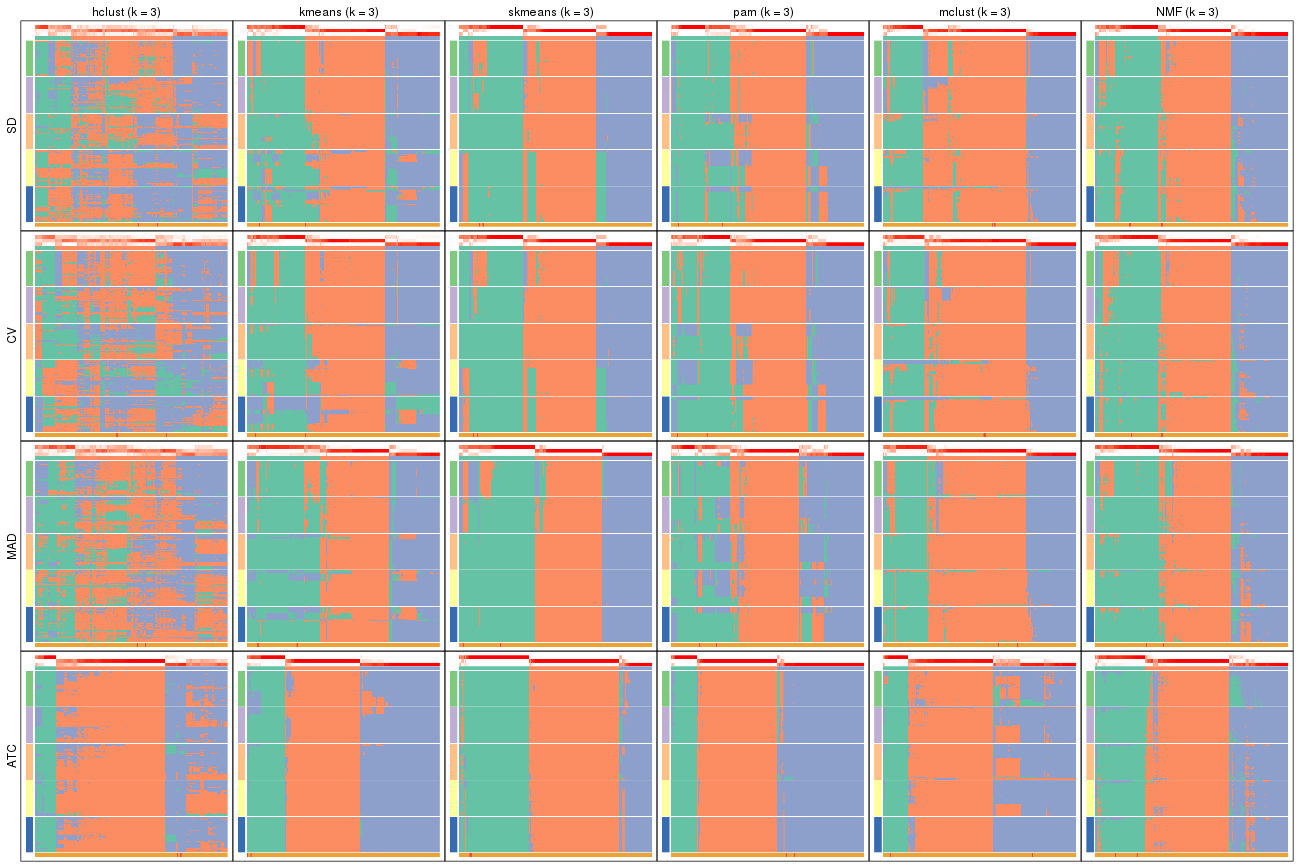 hclust (k = 3)
kmeans (k = 3)
skmeans (k = 3)
pam (k = 3)
mclust (k = 3)
NMF (k = 3)
SD
CV
MAD
ATC